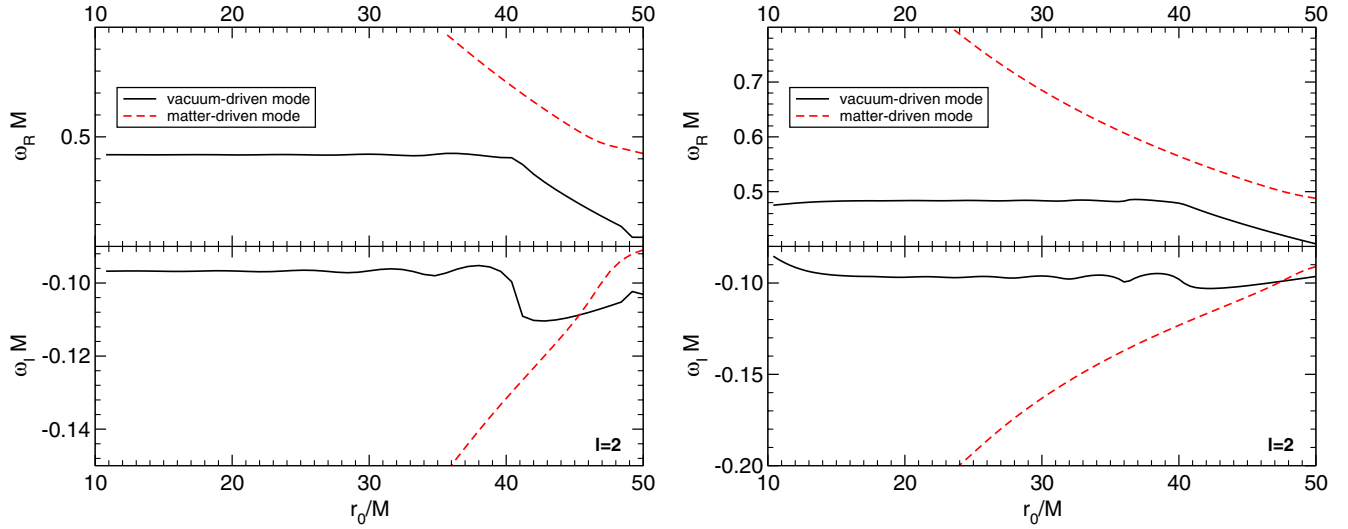 10 20 30 40 50
ω_R M
0.5
vacuum-driven mode
matter-driven mode
ω_I M
-0.10
-0.12
-0.14
l=2
10 20 30 40 50
r_0/M
10 20 30 40 50
ω_R M
0.7
0.6
0.5
vacuum-driven mode
matter-driven mode
ω_I M
-0.10
-0.15
-0.20
l=2
10 20 30 40 50
r_0/M